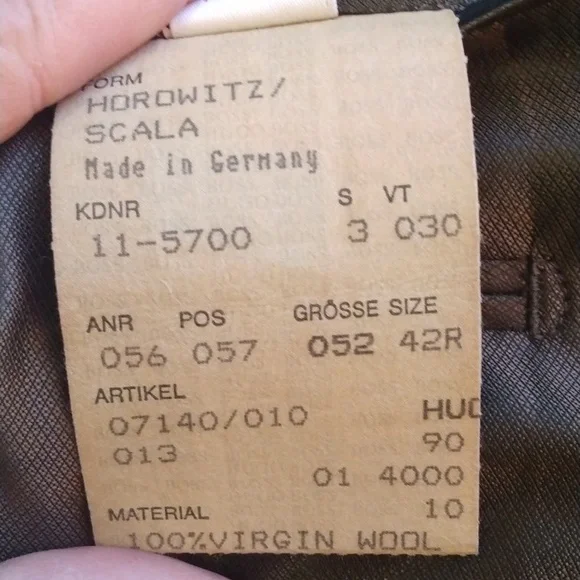 FORM
HOROWITZ/
SCALA
Made in Germany
KDNR S VT
11-5700 3 030
ANR POS GRÖSSE SIZE
056 057 052 42R
ARTIKEL
07140/010 HUG
013 90
01 4000
MATERIAL 10
100%VIRGIN WOOL